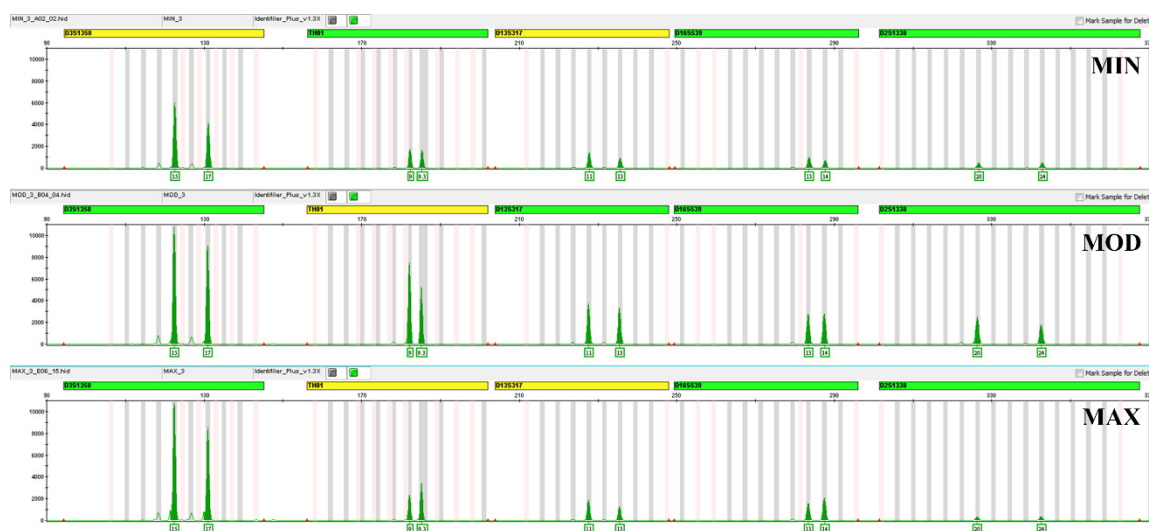 MIN_3_A02_02.hid MIN_3 Identifiler_Plus_v1.3X Mark Sample for Delet
D3S1358 TH01 D13S317 D16S539 D2S1338
90 130 170 210 250 290 330 37
MIN
10000
8000
6000
4000
2000
0
15 17 9 9.3 11 13 13 14 20 24
MOD_3_B04_04.hid MOD_3 Identifiler_Plus_v1.3X Mark Sample for Delet
D3S1358 TH01 D13S317 D16S539 D2S1338
90 130 170 210 250 290 330 37
MOD
10000
8000
6000
4000
2000
0
15 17 9 9.3 11 13 13 14 20 24
MAX_3_E06_15.hid MAX_3 Identifiler_Plus_v1.3X Mark Sample for Delet
D3S1358 TH01 D13S317 D16S539 D2S1338
90 130 170 210 250 290 330 37
MAX
10000
8000
6000
4000
2000
0
15 17 9 9.3 11 13 13 14 20 24